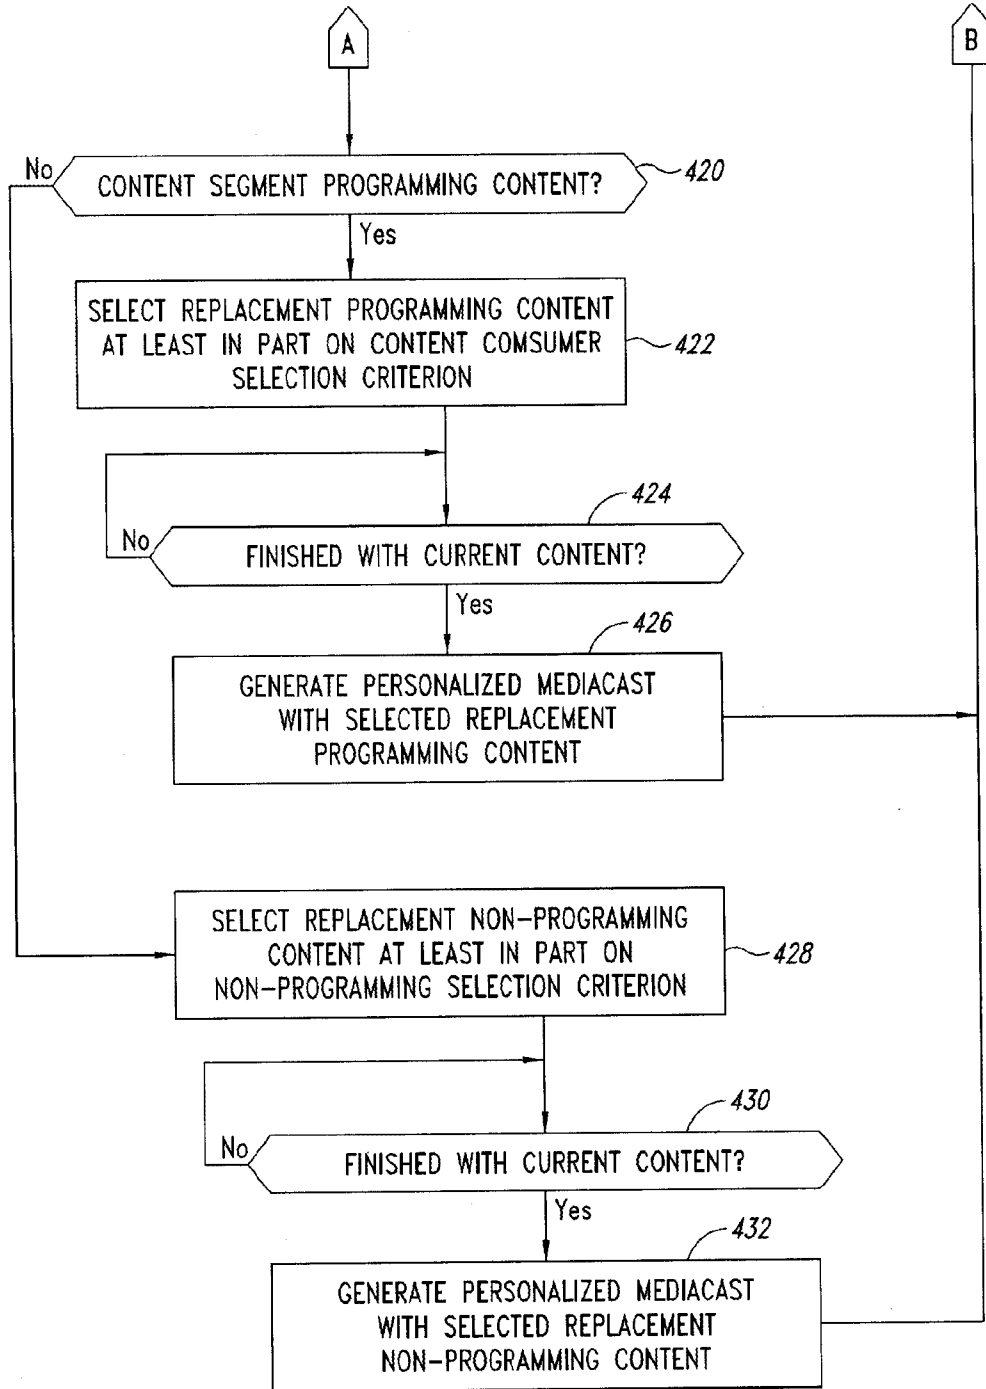 A
B
No
CONTENT SEGMENT PROGRAMMING CONTENT?
420
Yes
SELECT REPLACEMENT PROGRAMMING CONTENT
AT LEAST IN PART ON CONTENT COMSUMER
SELECTION CRITERION
422
424
No
FINISHED WITH CURRENT CONTENT?
Yes
426
GENERATE PERSONALIZED MEDIACAST
WITH SELECTED REPLACEMENT
PROGRAMMING CONTENT
SELECT REPLACEMENT NON-PROGRAMMING
CONTENT AT LEAST IN PART ON
NON-PROGRAMMING SELECTION CRITERION
428
430
No
FINISHED WITH CURRENT CONTENT?
Yes
432
GENERATE PERSONALIZED MEDIACAST
WITH SELECTED REPLACEMENT
NON-PROGRAMMING CONTENT